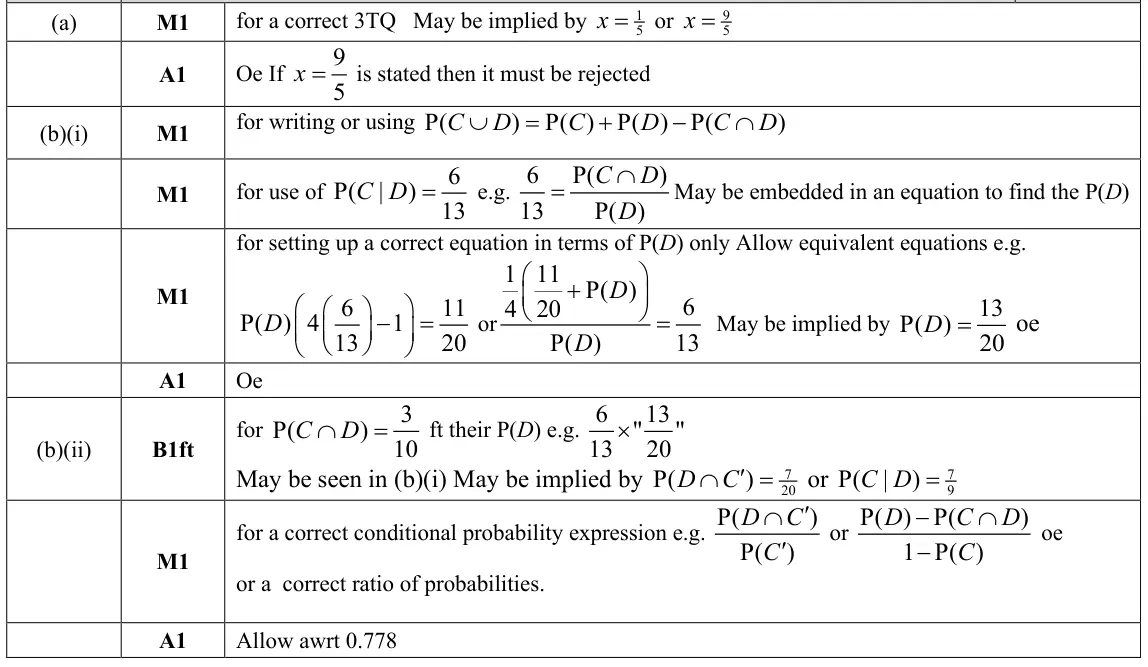 (a) M1 for a correct 3TQ May be implied by x = 1/5 or x = 9/5
A1 Oe If x = 9/5 is stated then it must be rejected
(b)(i) M1 for writing or using P(C ∪ D) = P(C) + P(D) − P(C ∩ D)
M1 for use of P(C | D) = 6/13 e.g. 6/13 = P(C ∩ D)/P(D) May be embedded in an equation to find the P(D)
for setting up a correct equation in terms of P(D) only Allow equivalent equations e.g.
M1 P(D)(4(6/13) − 1) = 11/20 or 1/4(11/20 + P(D))/P(D) = 6/13 May be implied by P(D) = 13/20 oe
A1 Oe
(b)(ii) B1ft for P(C ∩ D) = 3/10 ft their P(D) e.g. 6/13 × "13/20"
May be seen in (b)(i) May be implied by P(D ∩ C′) = 7/20 or P(C | D) = 7/9
M1 for a correct conditional probability expression e.g. P(D ∩ C′)/P(C′) or P(D) − P(C ∩ D)/1 − P(C) oe
or a correct ratio of probabilities.
A1 Allow awrt 0.778